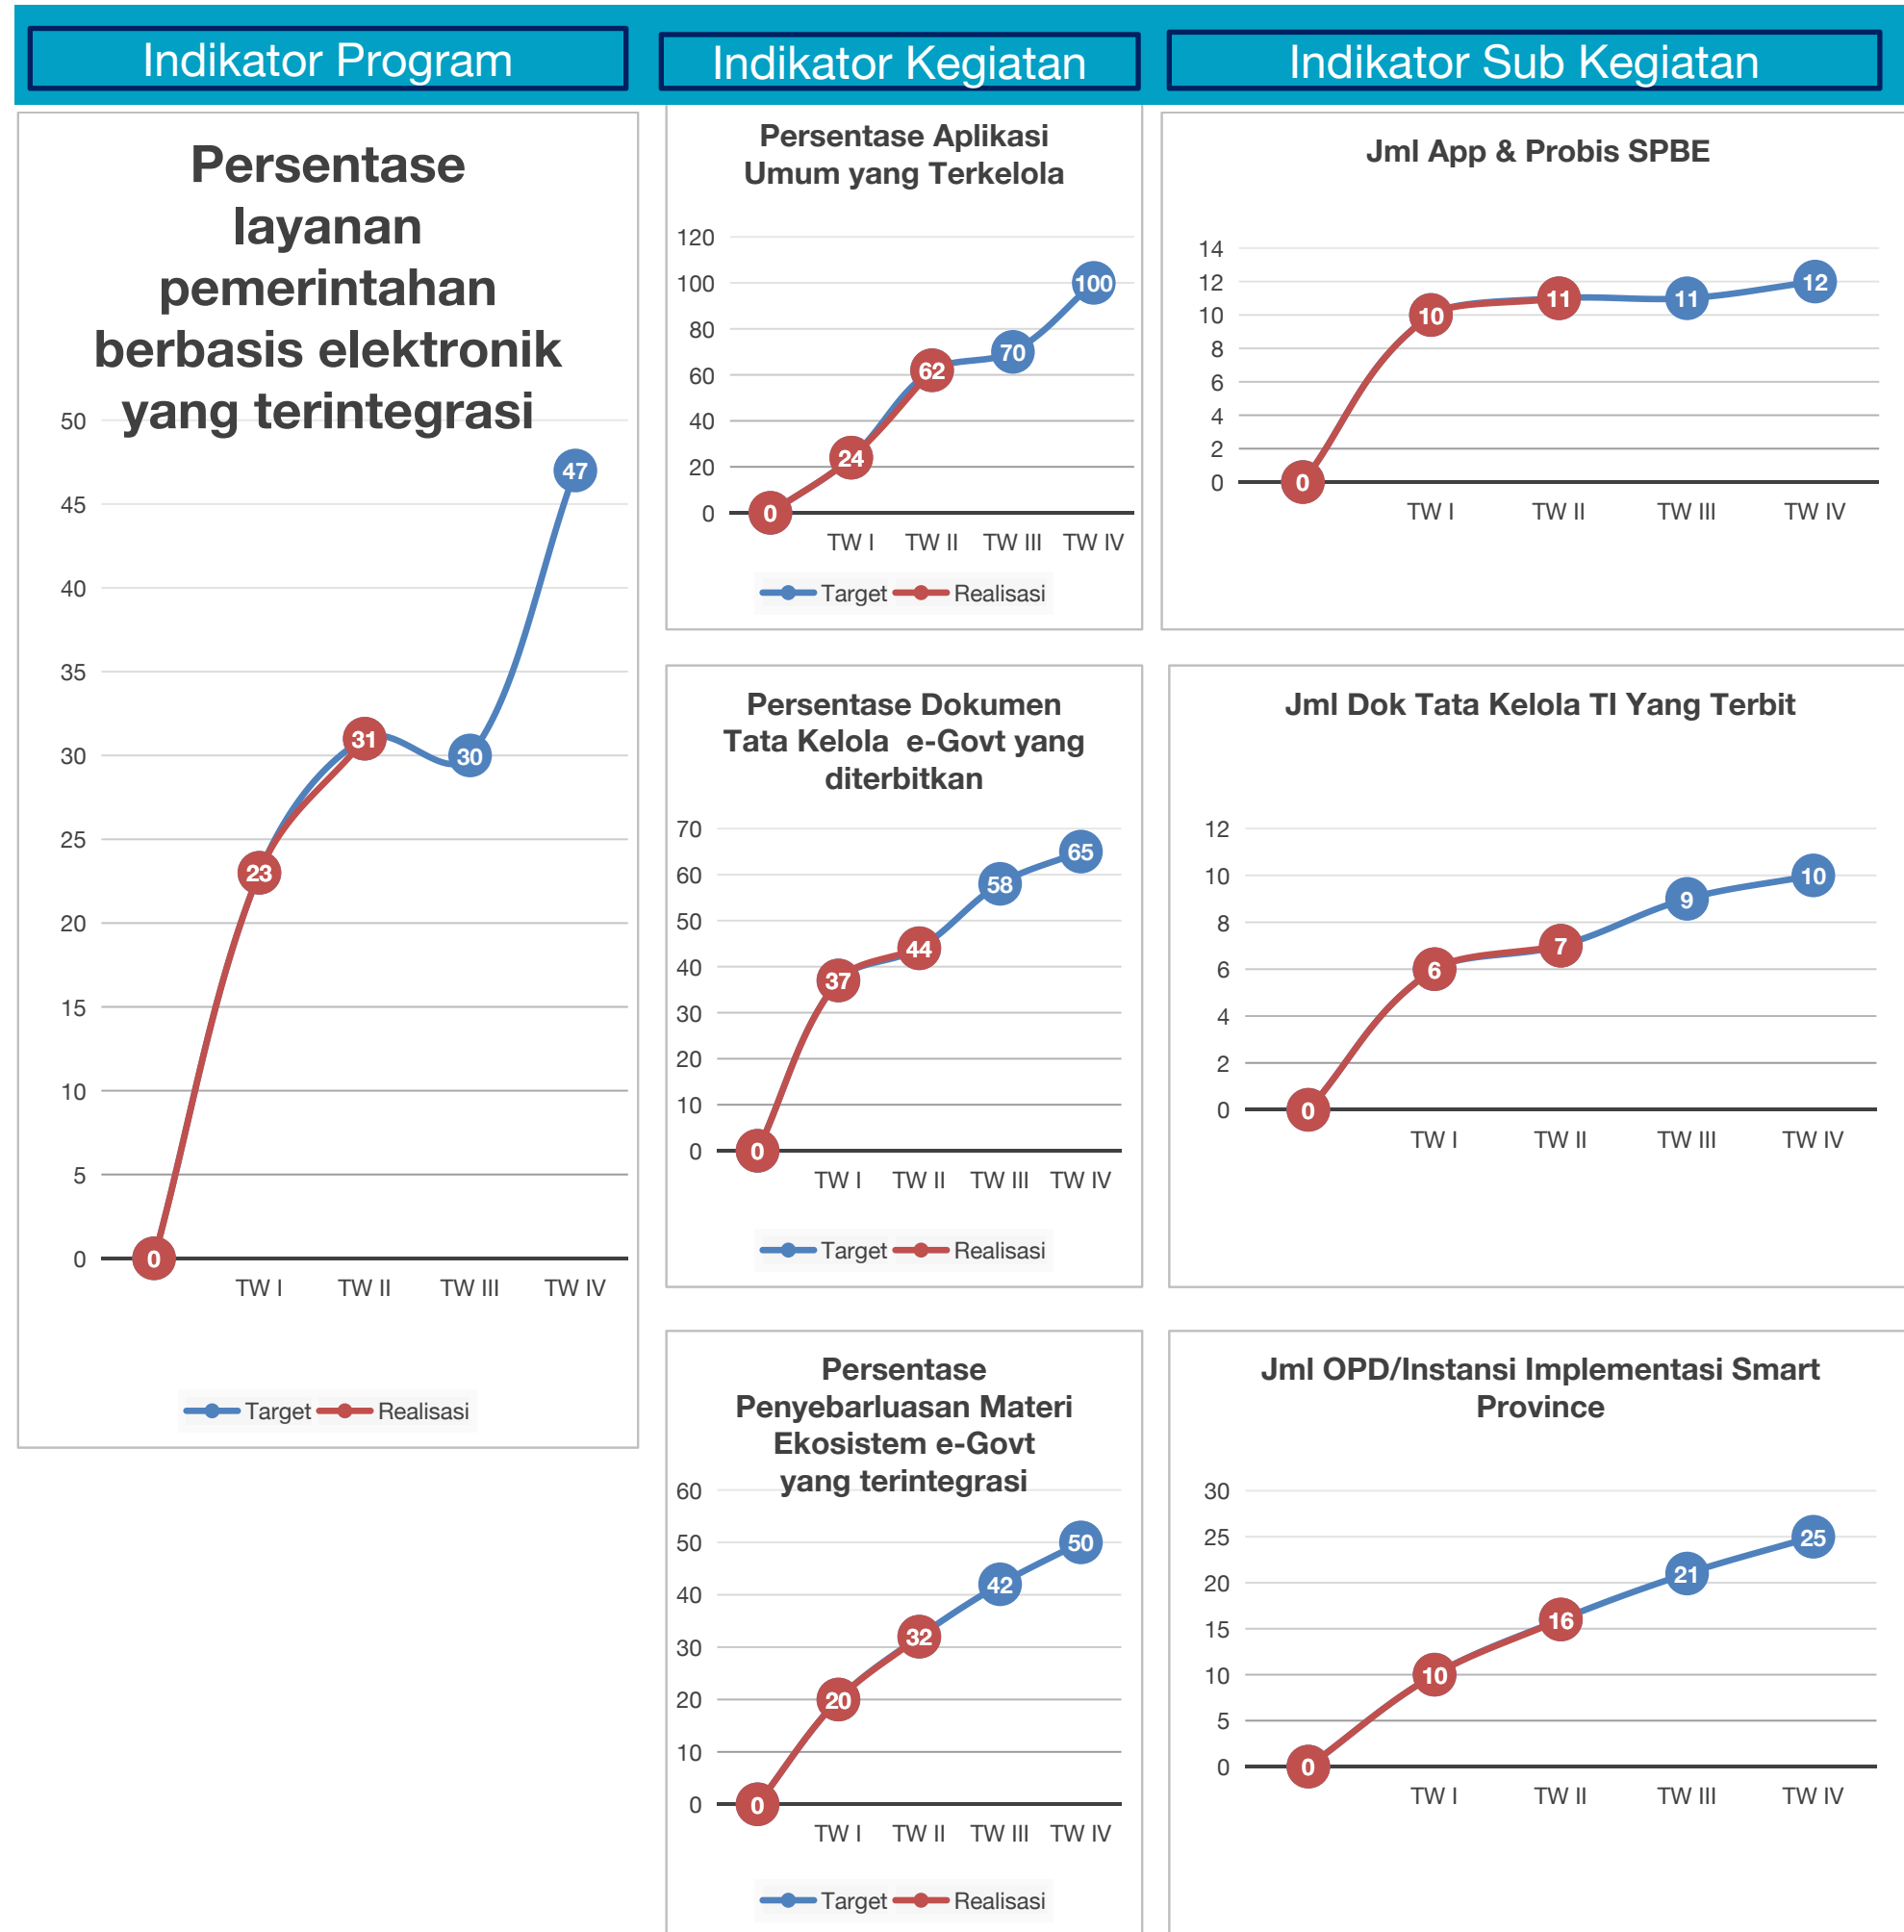 Indikator Program
Indikator Kegiatan
Indikator Sub Kegiatan
Persentase
layanan
pemerintahan
berbasis elektronik
yang terintegrasi
50
45
40
35
30
25
20
15
10
5
0
0
23
31
30
47
TW I TW II TW III TW IV
Target Realisasi
Persentase Aplikasi
Umum yang Terkelola
120
100
80
60
40
20
0
0
24
62
70
100
TW I TW II TW III TW IV
Target Realisasi
Jml App & Probis SPBE
14
12
10
8
6
4
2
0
0
10
11
11
12
TW I TW II TW III TW IV
Persentase Dokumen
Tata Kelola  e-Govt yang
diterbitkan
70
60
50
40
30
20
10
0
0
37
44
58
65
TW I TW II TW III TW IV
Target Realisasi
Jml Dok Tata Kelola TI Yang Terbit
12
10
8
6
4
2
0
0
6
7
9
10
TW I TW II TW III TW IV
Persentase
Penyebarluasan Materi
Ekosistem e-Govt
yang terintegrasi
60
50
40
30
20
10
0
0
20
32
42
50
TW I TW II TW III TW IV
Target Realisasi
Jml OPD/Instansi Implementasi Smart
Province
30
25
20
15
10
5
0
0
10
16
21
25
TW I TW II TW III TW IV